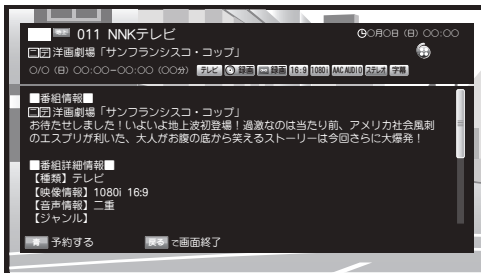 地上 011 NNKテレビ ○月○日 (日) ○○:○○
二字洋画劇場「サンフランシスコ・コップ」
○/○ (日) ○○:○○-○○:○○ (○○分) テレビ 録画 録画 16:9 1080i AAC AUDIO ステレオ 字幕
■番組情報■
二字洋画劇場「サンフランシスコ・コップ」
お待たせしました!いよいよ地上波初登場!過激なのは当たり前、アメリカ社会風刺
のエスプリが利いた、大人がお腹の底から笑えるストーリーは今回さらに大爆発!
■番組詳細情報■
【種類】テレビ
【映像情報】1080i 16:9
【音声情報】二重
【ジャンル】
青 予約する 戻る で画面終了